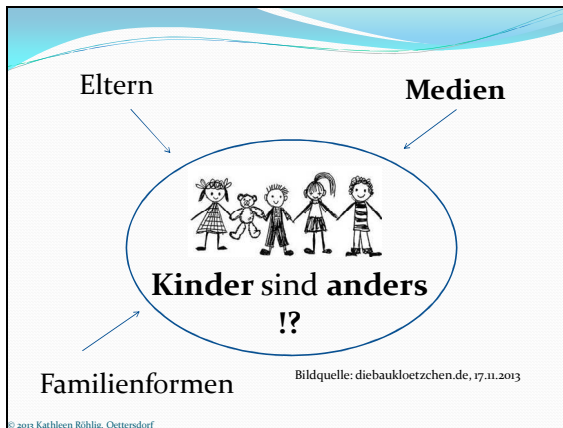 Eltern
Medien
Kinder sind anders
!?
Familienformen
Bildquelle: diebaukloetzchen.de, 17.11.2013
© 2013 Kathleen Röhlig, Oettersdorf